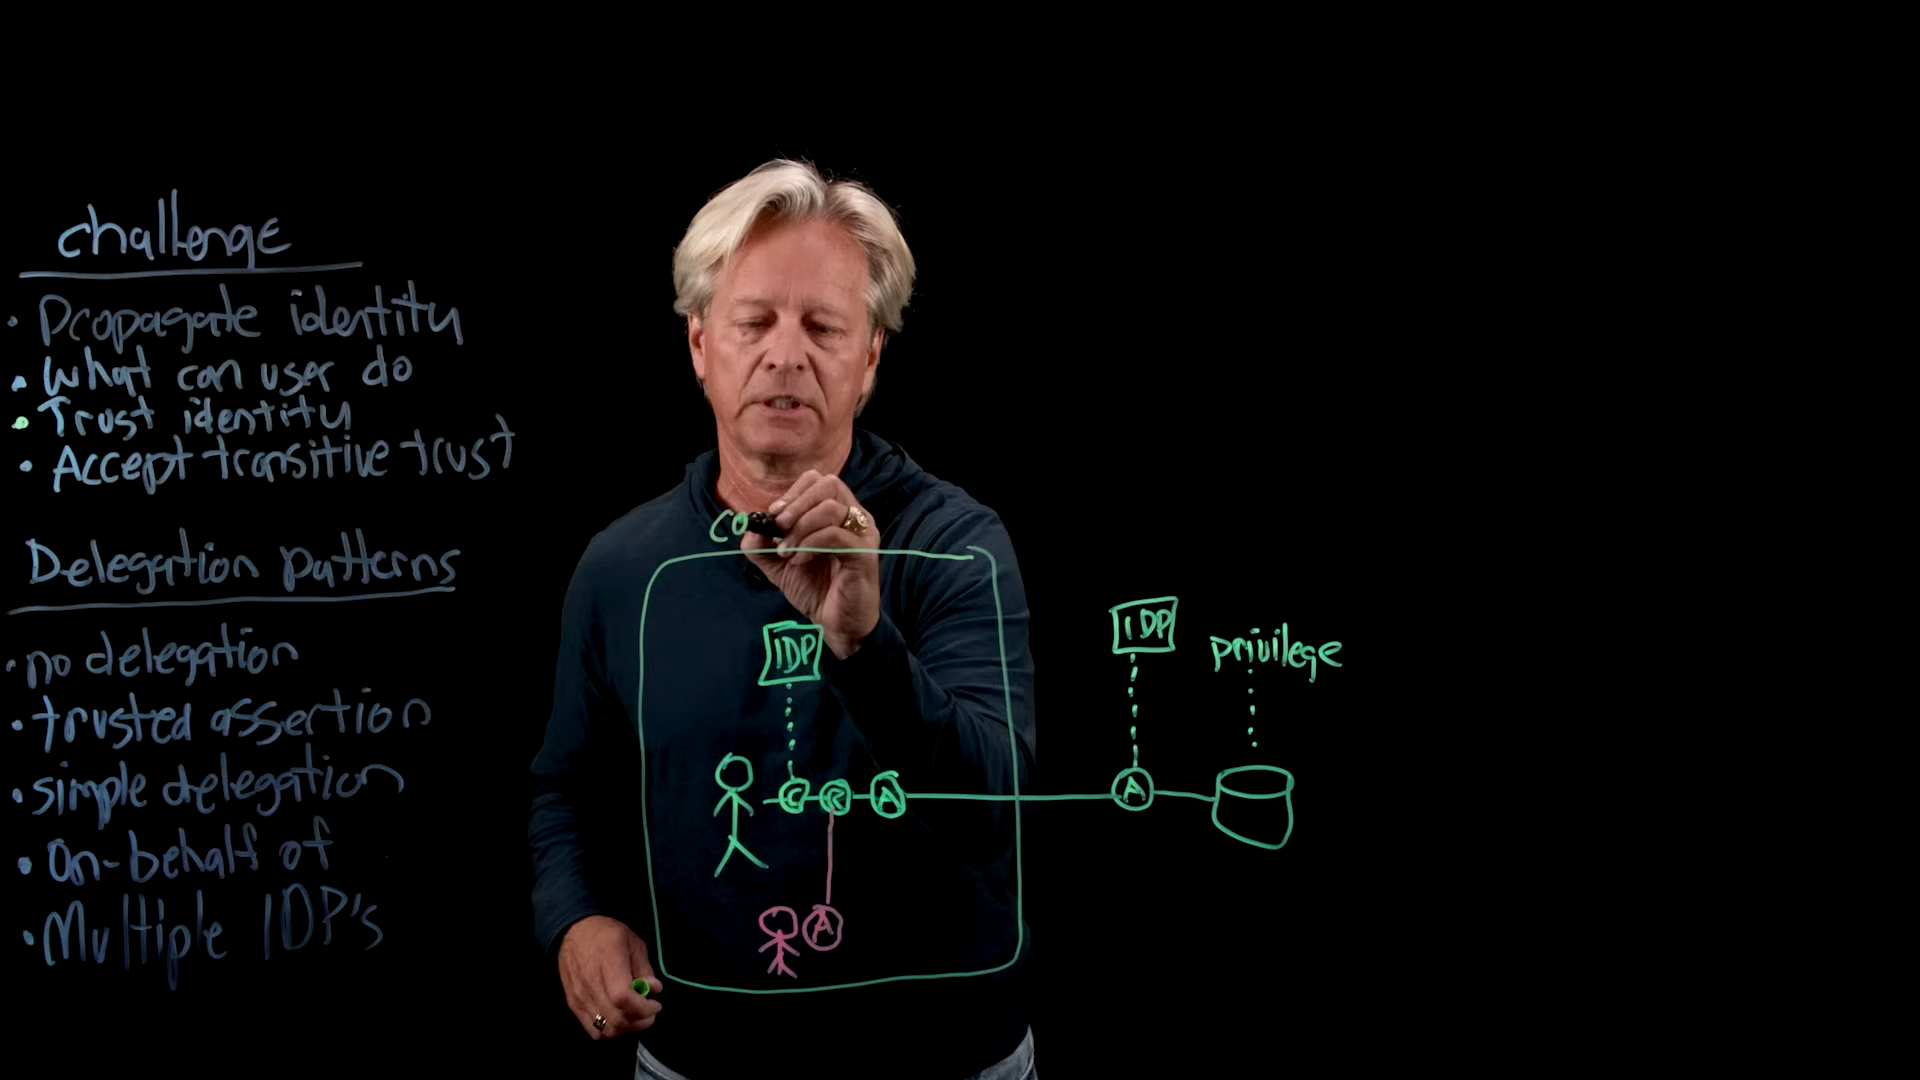 challenge
• Propagate identity
• What can user do
• Trust identity
• Accept transitive trust
Delegation patterns
• no delegation
• trusted assertion
• simple delegation
• On-behalf of
• Multiple IDP's
co
IDP
IDP
privilege
C R A
A
A